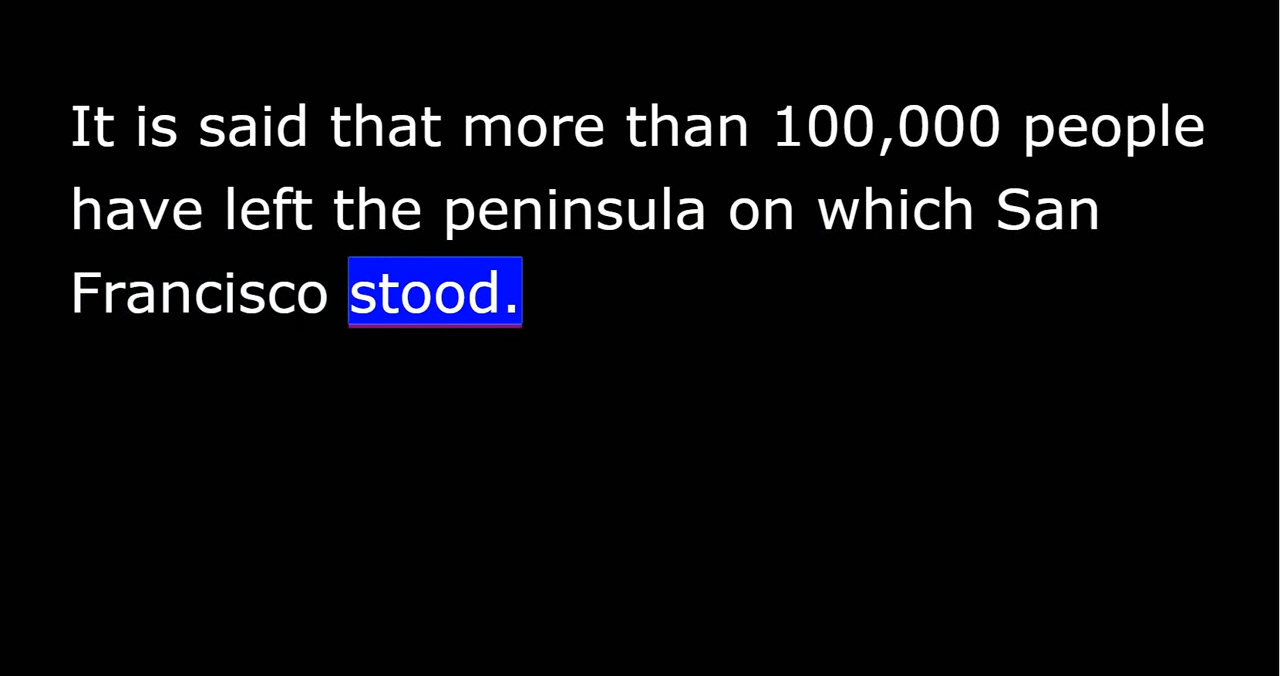 It is said that more than 100,000 people
have left the peninsula on which San
Francisco stood.